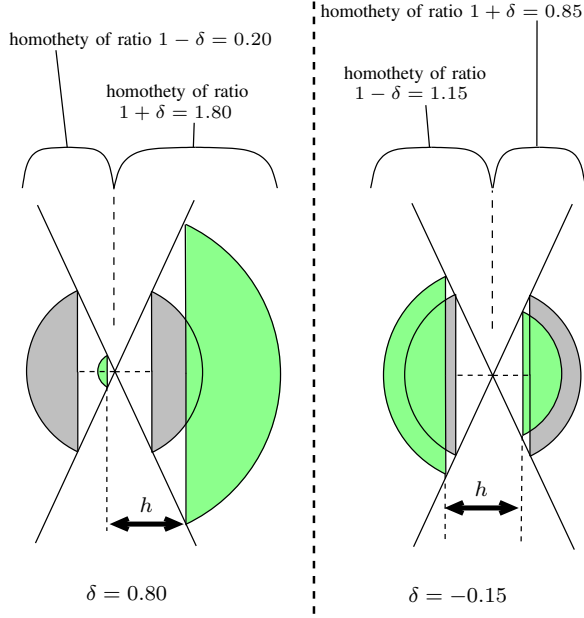 homothety of ratio 1 − δ = 0.20
homothety of ratio
1 + δ = 1.80
h
δ = 0.80
homothety of ratio 1 + δ = 0.85
homothety of ratio
1 − δ = 1.15
h
δ = −0.15